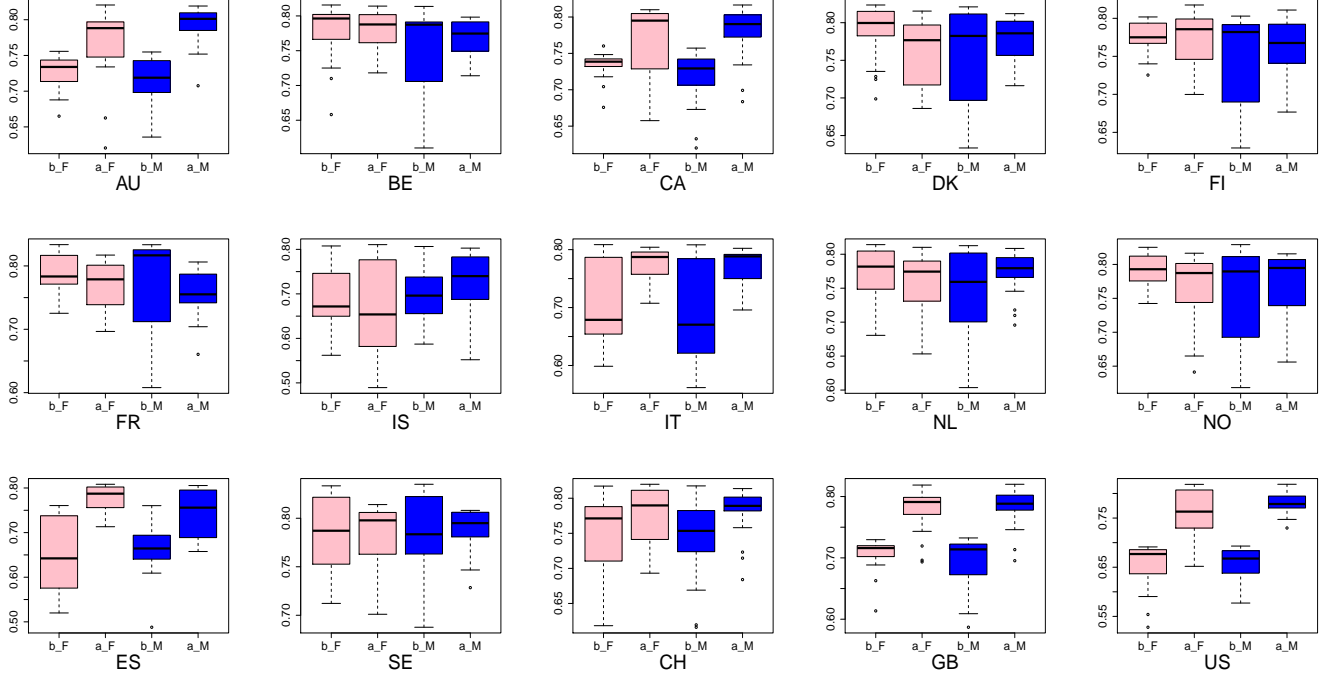 0.80 0.75 0.70 0.65
b_F a_F b_M a_M
AU
0.80 0.75 0.70 0.65
b_F a_F b_M a_M
BE
0.80 0.75 0.70 0.65
b_F a_F b_M a_M
CA
0.80 0.75 0.70 0.65
b_F a_F b_M a_M
DK
0.80 0.75 0.70 0.65
b_F a_F b_M a_M
FI
0.80 0.70 0.60
b_F a_F b_M a_M
FR
0.80 0.70 0.60 0.50
b_F a_F b_M a_M
IS
0.80 0.70 0.60
b_F a_F b_M a_M
IT
0.80 0.75 0.70 0.65 0.60
b_F a_F b_M a_M
NL
0.80 0.75 0.70 0.65
b_F a_F b_M a_M
NO
0.80 0.70 0.60 0.50
b_F a_F b_M a_M
ES
0.80 0.75 0.70
b_F a_F b_M a_M
SE
0.80 0.75 0.70 0.65
b_F a_F b_M a_M
CH
0.80 0.70 0.60
b_F a_F b_M a_M
GB
0.75 0.65 0.55
b_F a_F b_M a_M
US